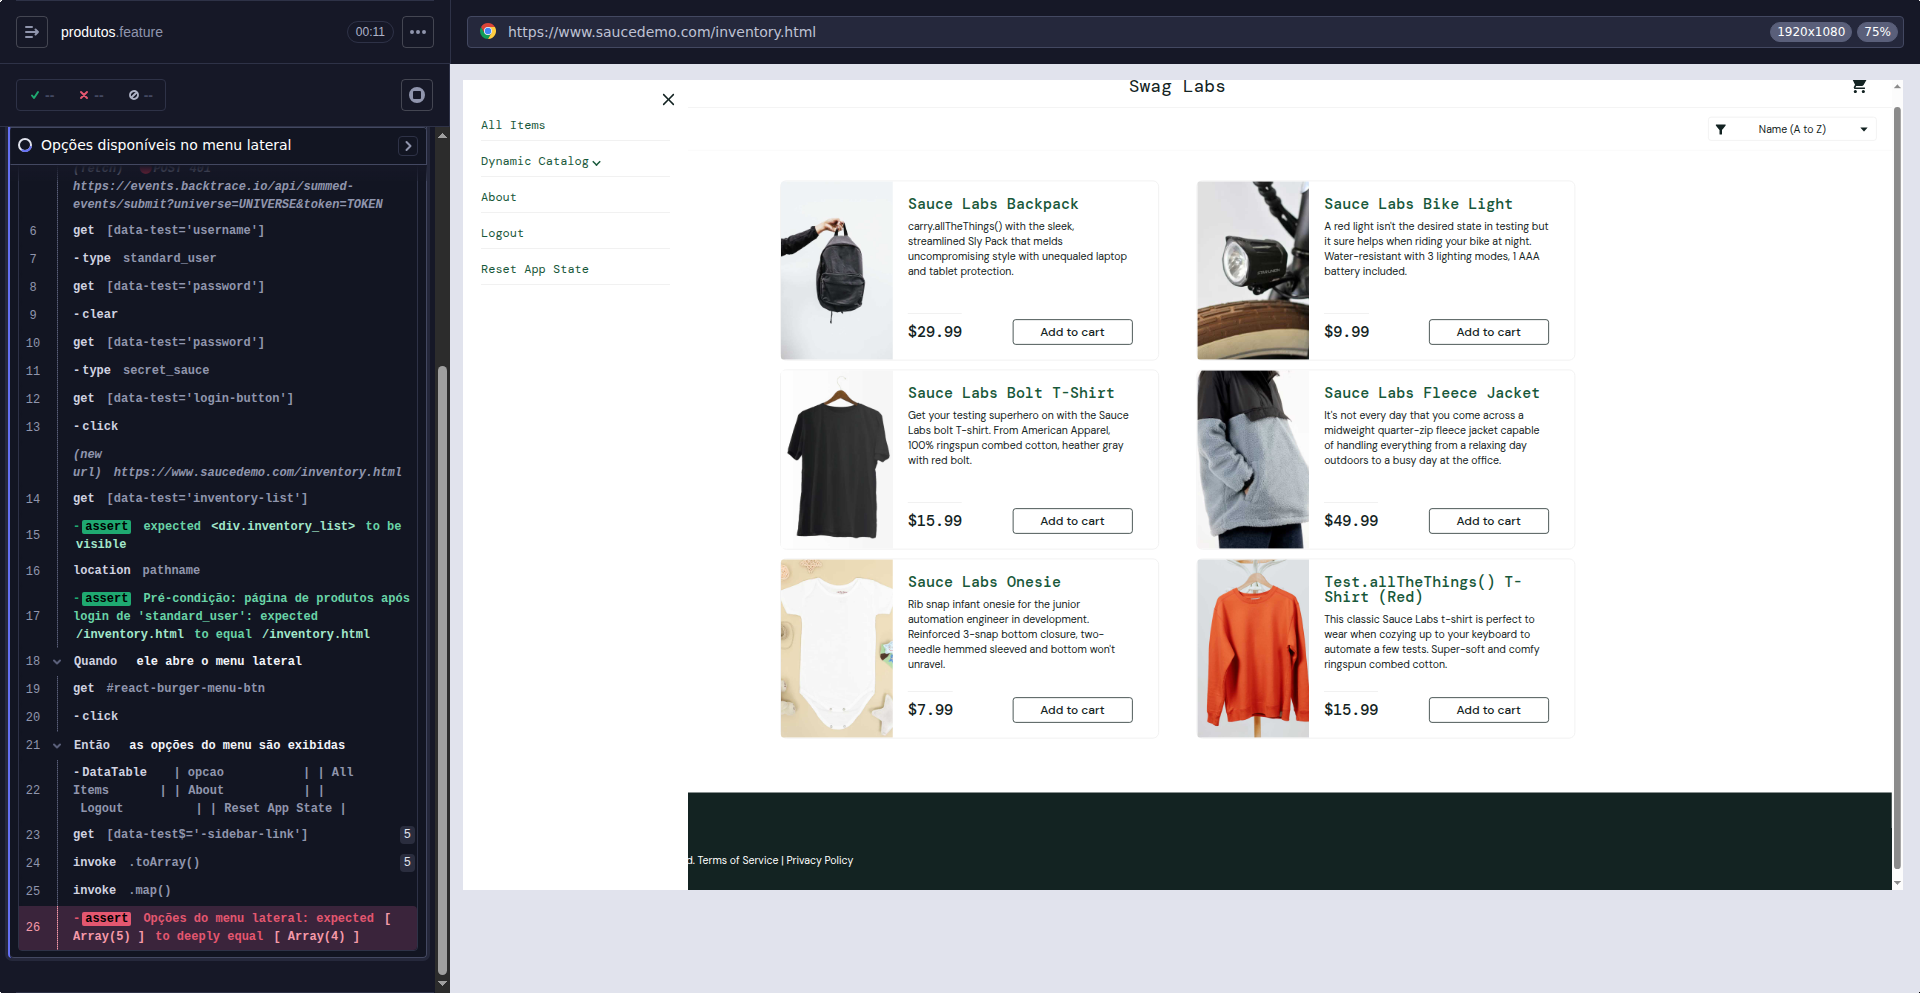 produtos.feature
00:11
https://www.saucedemo.com/inventory.html
1920x1080
75%
--
--
--
Opções disponíveis no menu lateral
(fetch) POST 401
https://events.backtrace.io/api/summed-
events/submit?universe=UNIVERSE&token=TOKEN
6 get [data-test='username']
7 -type standard_user
8 get [data-test='password']
9 -clear
10 get [data-test='password']
11 -type secret_sauce
12 get [data-test='login-button']
13 -click
(new
url) https://www.saucedemo.com/inventory.html
14 get [data-test='inventory-list']
15 -assert expected <div.inventory_list> to be
visible
16 location pathname
17 -assert Pré-condição: página de produtos após
login de 'standard_user': expected
/inventory.html to equal /inventory.html
18 Quando ele abre o menu lateral
19 get #react-burger-menu-btn
20 -click
21 Então as opções do menu são exibidas
22 -DataTable | opcao | | All
Items | | About | |
Logout | | Reset App State |
23 get [data-test$='-sidebar-link'] 5
24 invoke .toArray() 5
25 invoke .map()
26 -assert Opções do menu lateral: expected [
Array(5) ] to deeply equal [ Array(4) ]
All Items
Dynamic Catalog
About
Logout
Reset App State
Swag Labs
Name (A to Z)
Sauce Labs Backpack
carry.allTheThings() with the sleek,
streamlined Sly Pack that melds
uncompromising style with unequaled laptop
and tablet protection.
$29.99
Add to cart
Sauce Labs Bike Light
A red light isn't the desired state in testing but
it sure helps when riding your bike at night.
Water-resistant with 3 lighting modes, 1 AAA
battery included.
$9.99
Add to cart
Sauce Labs Bolt T-Shirt
Get your testing superhero on with the Sauce
Labs bolt T-shirt. From American Apparel,
100% ringspun combed cotton, heather gray
with red bolt.
$15.99
Add to cart
Sauce Labs Fleece Jacket
It's not every day that you come across a
midweight quarter-zip fleece jacket capable
of handling everything from a relaxing day
outdoors to a busy day at the office.
$49.99
Add to cart
Sauce Labs Onesie
Rib snap infant onesie for the junior
automation engineer in development.
Reinforced 3-snap bottom closure, two-
needle hemmed sleeved and bottom won't
unravel.
$7.99
Add to cart
Test.allTheThings() T-
Shirt (Red)
This classic Sauce Labs t-shirt is perfect to
wear when cozying up to your keyboard to
automate a few tests. Super-soft and comfy
ringspun combed cotton.
$15.99
Add to cart
d. Terms of Service | Privacy Policy